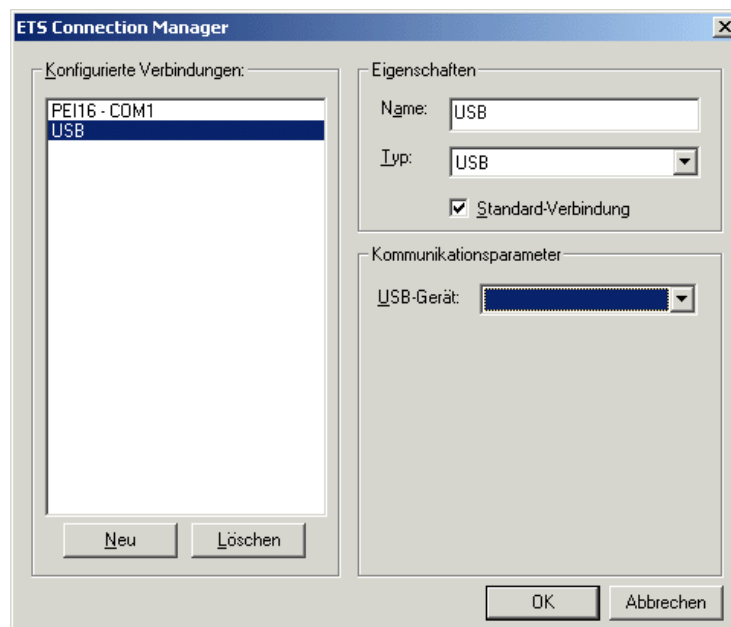 ETS Connection Manager
Konfigurierte Verbindungen:
PEI16 - COM1
USB
Neu
Löschen
Eigenschaften
Name:
USB
Typ:
USB
Standard-Verbindung
Kommunikationsparameter
USB-Gerät:
OK
Abbrechen